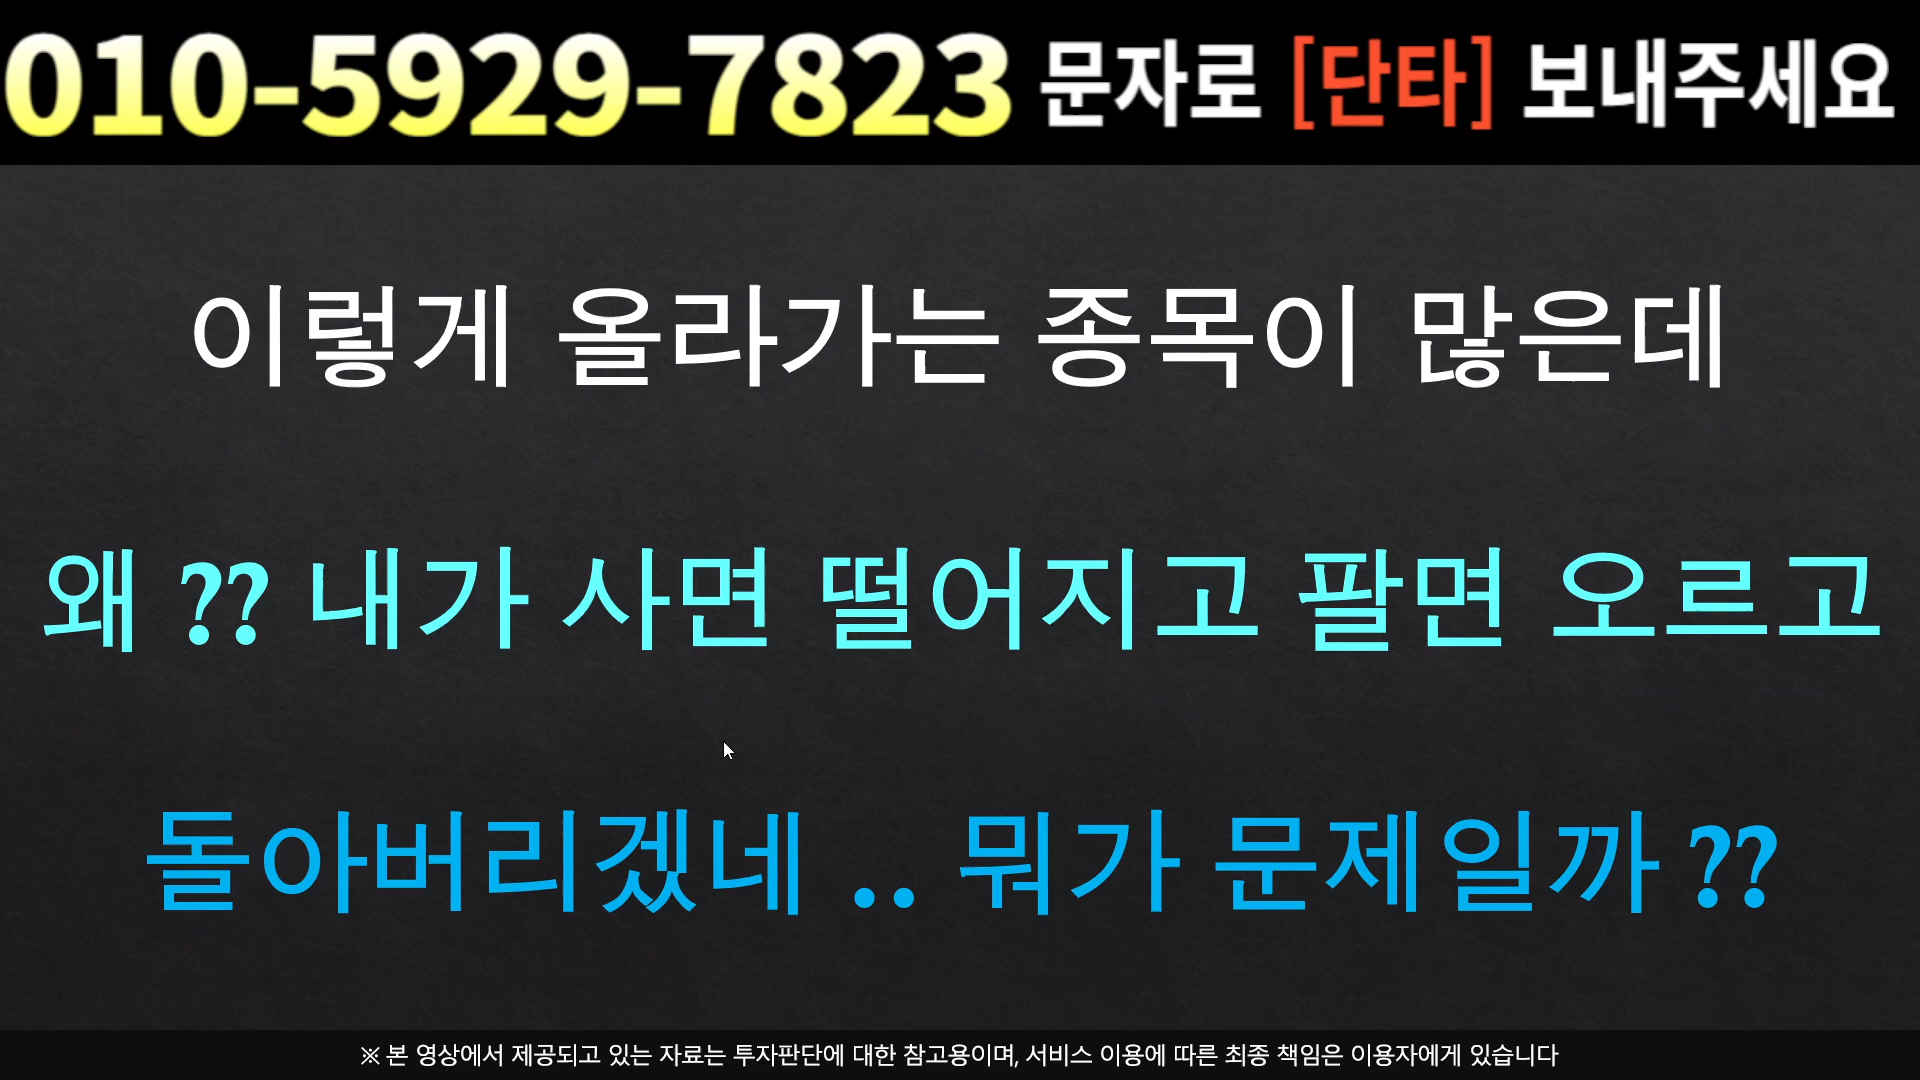 010-5929-7823 문자로 [단타] 보내주세요
이렇게 올라가는 종목이 많은데
왜 ?? 내가 사면 떨어지고 팔면 오르고
돌아버리겠네 .. 뭐가 문제일까 ??
※ 본 영상에서 제공되고 있는 자료는 투자판단에 대한 참고용이며, 서비스 이용에 따른 최종 책임은 이용자에게 있습니다